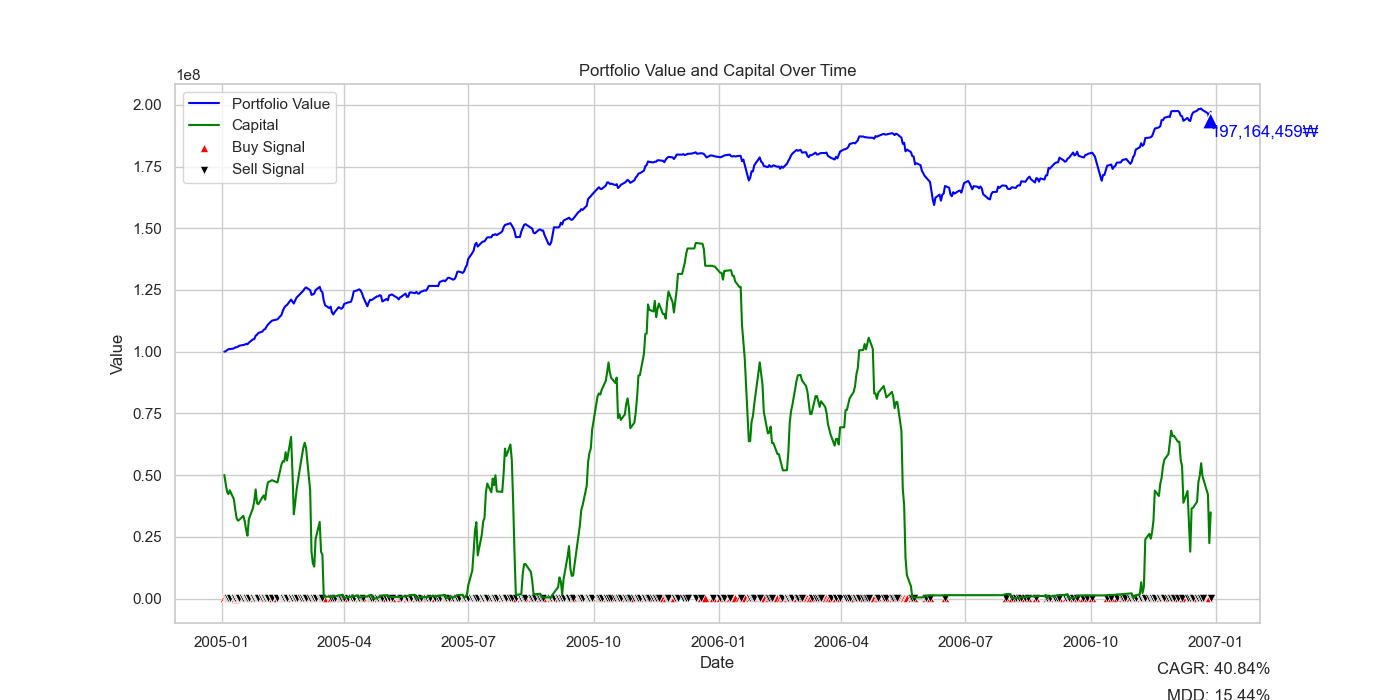 Portfolio Value and Capital Over Time
1e8
Portfolio Value
Capital
Buy Signal
Sell Signal
2.00
1.75
1.50
1.25
1.00
0.75
0.50
0.25
0.00
Value
197,164,459₩
2005-01
2005-04
2005-07
2005-10
2006-01
2006-04
2006-07
2006-10
2007-01
Date
CAGR: 40.84%
MDD: 15.44%